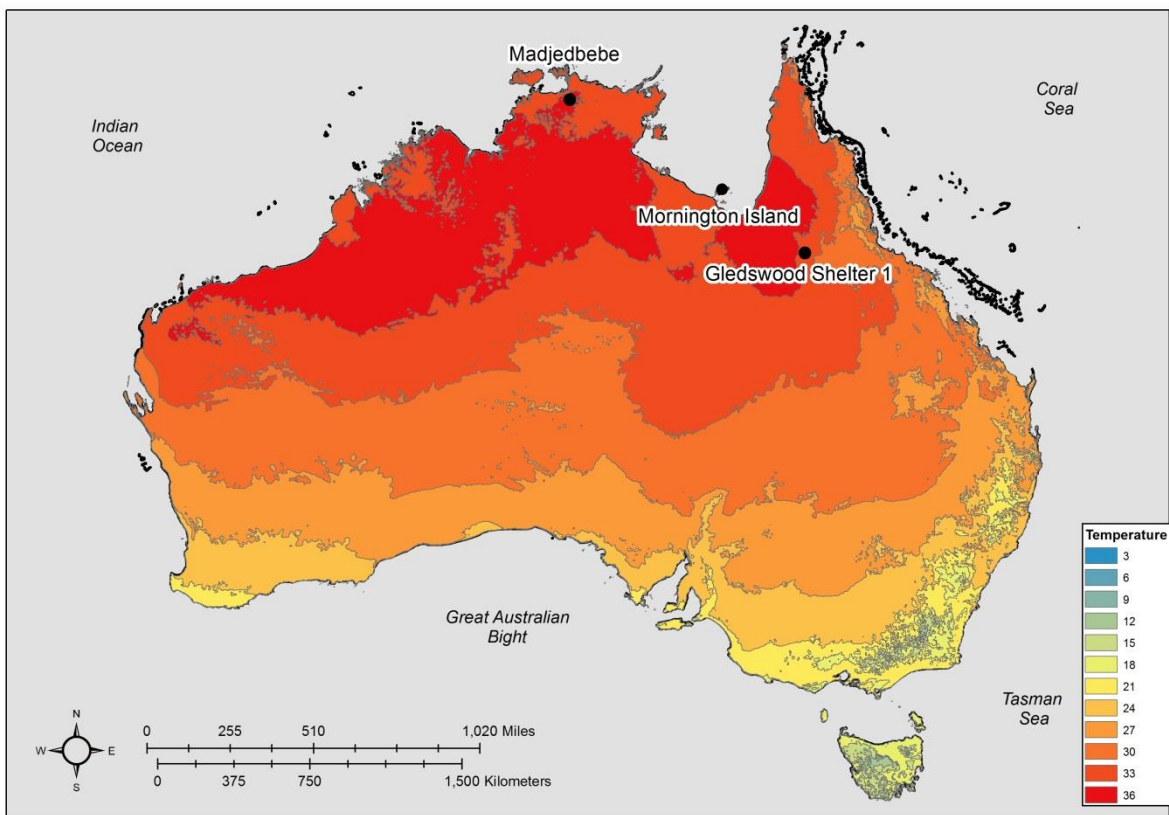 Madjedbebe
Coral
Sea
Indian
Ocean
Mornington Island
Gledswood Shelter 1
Temperature
3
6
9
12
15
18
21
24
27
30
33
36
Great Australian
Bight
Tasman
Sea
N
W E
S
0 255 510 1,020 Miles
0 375 750 1,500 Kilometers